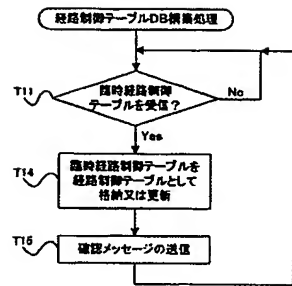 経路制御テーブルDB構築処理
T11
臨時経路制御
テーブルを受信?
No
Yes
T14
臨時経路制御テーブルを
経路制御テーブルとして
格納又は更新
T15
確認メッセージの送信